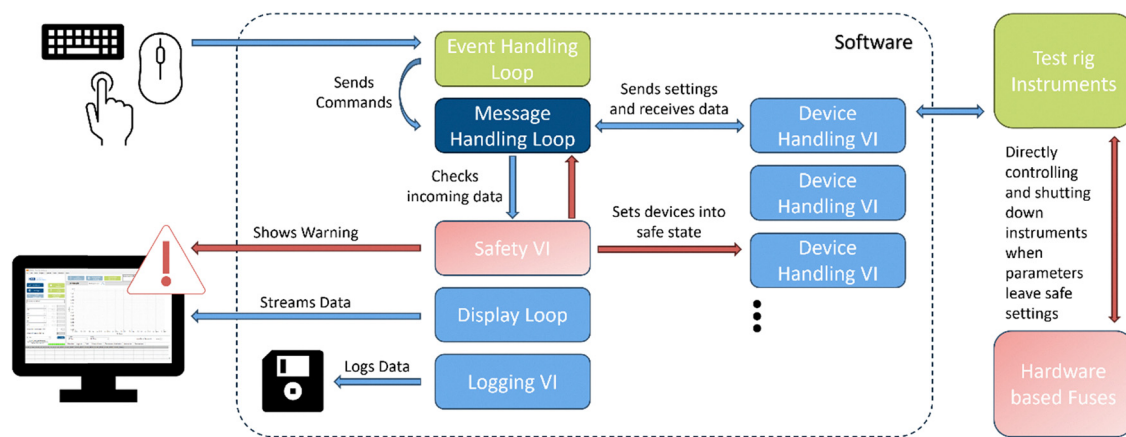 Software
Event Handling
Loop
Sends
Commands
Message
Handling Loop
Sends settings
and receives data
Device
Handling VI
Test rig
Instruments
Checks
incoming data
Device
Handling VI
Directly
controlling
and shutting
down
instruments
when
parameters
leave safe
settings
Shows Warning
Safety VI
Sets devices into
safe state
Device
Handling VI
Streams Data
Display Loop
Logs Data
Logging VI
Hardware
based Fuses